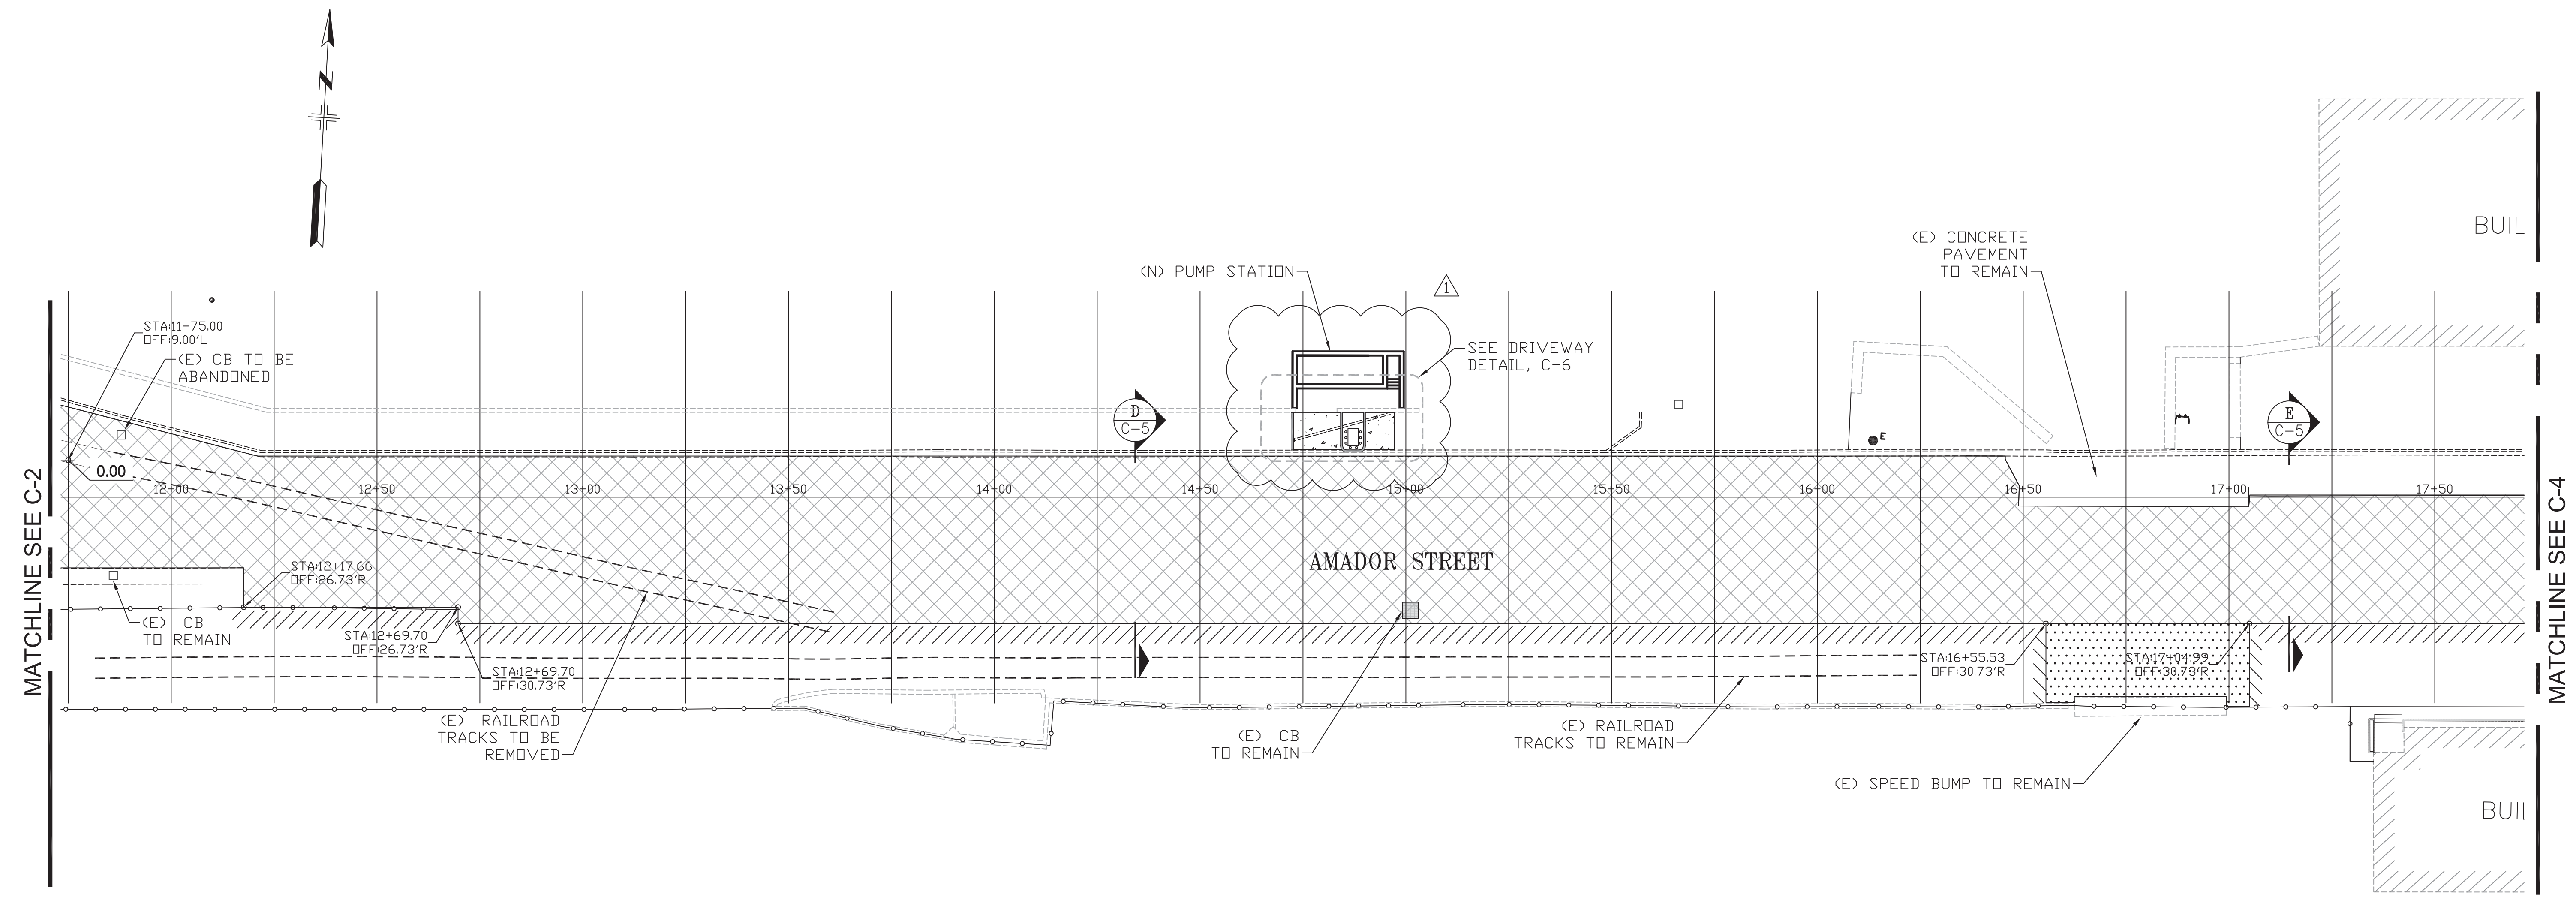 N
(E) CONCRETE
PAVEMENT
TO REMAIN
BUIL
(N) PUMP STATION
1
STA:11+75.00
OFF:9.00'L
(E) CB TO BE
ABANDONED
SEE DRIVEWAY
DETAIL, C-6
D
C-5
E
E
C-5
0.00
12+00
12+50
13+00
13+50
14+00
14+50
15+00
15+50
16+00
16+50
17+00
17+50
MATCHLINE SEE C-2
MATCHLINE SEE C-4
AMADOR STREET
STA:12+17.66
OFF:26.73'R
(E) CB
TO REMAIN
STA:12+69.70
OFF:26.73'R
STA:12+69.70
OFF:30.73'R
STA:16+55.53
OFF:30.73'R
STA:17+04.99
OFF:30.73'R
(E) RAILROAD
TRACKS TO BE
REMOVED
(E) CB
TO REMAIN
(E) RAILROAD
TRACKS TO REMAIN
(E) SPEED BUMP TO REMAIN
BUIL